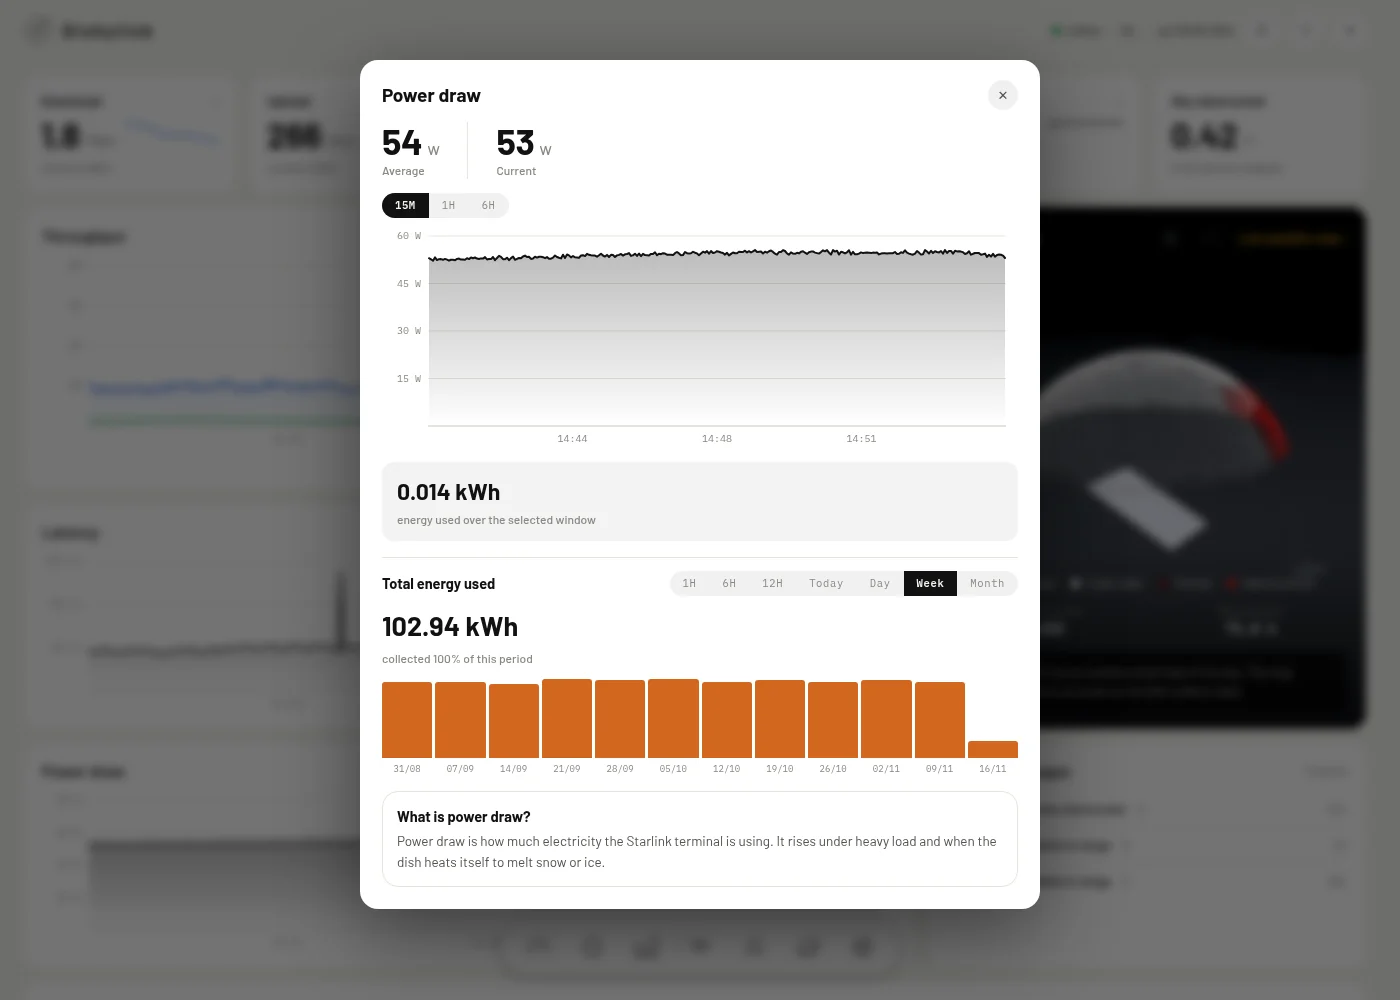 Power draw
54 W
Average
53 W
Current
15M 1H 6H
60 W
45 W
30 W
15 W
14:44 14:48 14:51
0.014 kWh
energy used over the selected window
Total energy used
1H 6H 12H Today Day Week Month
102.94 kWh
collected 100% of this period
31/08 07/09 14/09 21/09 28/09 05/10 12/10 19/10 26/10 02/11 09/11 16/11
What is power draw?
Power draw is how much electricity the Starlink terminal is using. It rises under heavy load and when the
dish heats itself to melt snow or ice.
Throughput
Latency
Power draw